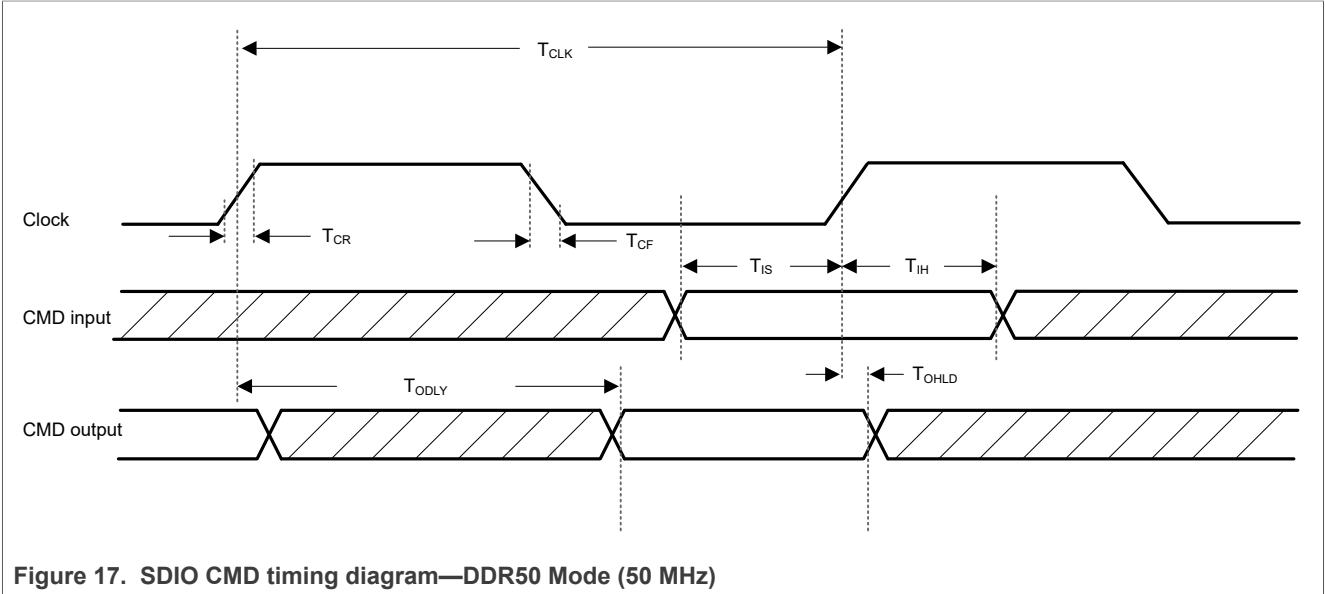 TCLK
Clock
TCR
TCF
TIS
TIH
CMD input
TODLY
TOHLD
CMD output
Figure 17. SDIO CMD timing diagram—DDR50 Mode (50 MHz)